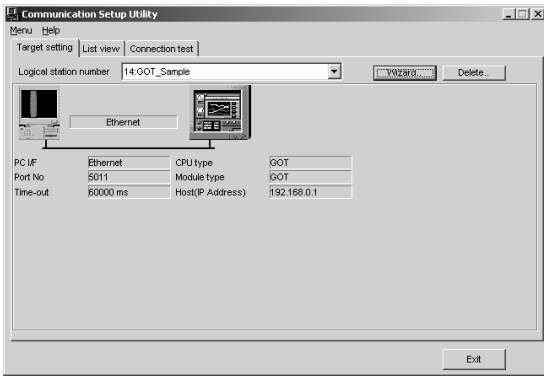 Communication Setup Utility
Menu Help
Target setting List view Connection test
Logical station number 14:GOT_Sample Wizard... Delete..
Ethernet
PC I/F Ethernet CPU type GOT
Port No 5011 Module type GOT
Time-out 60000 ms Host(IP Address) 192.168.0.1
Exit